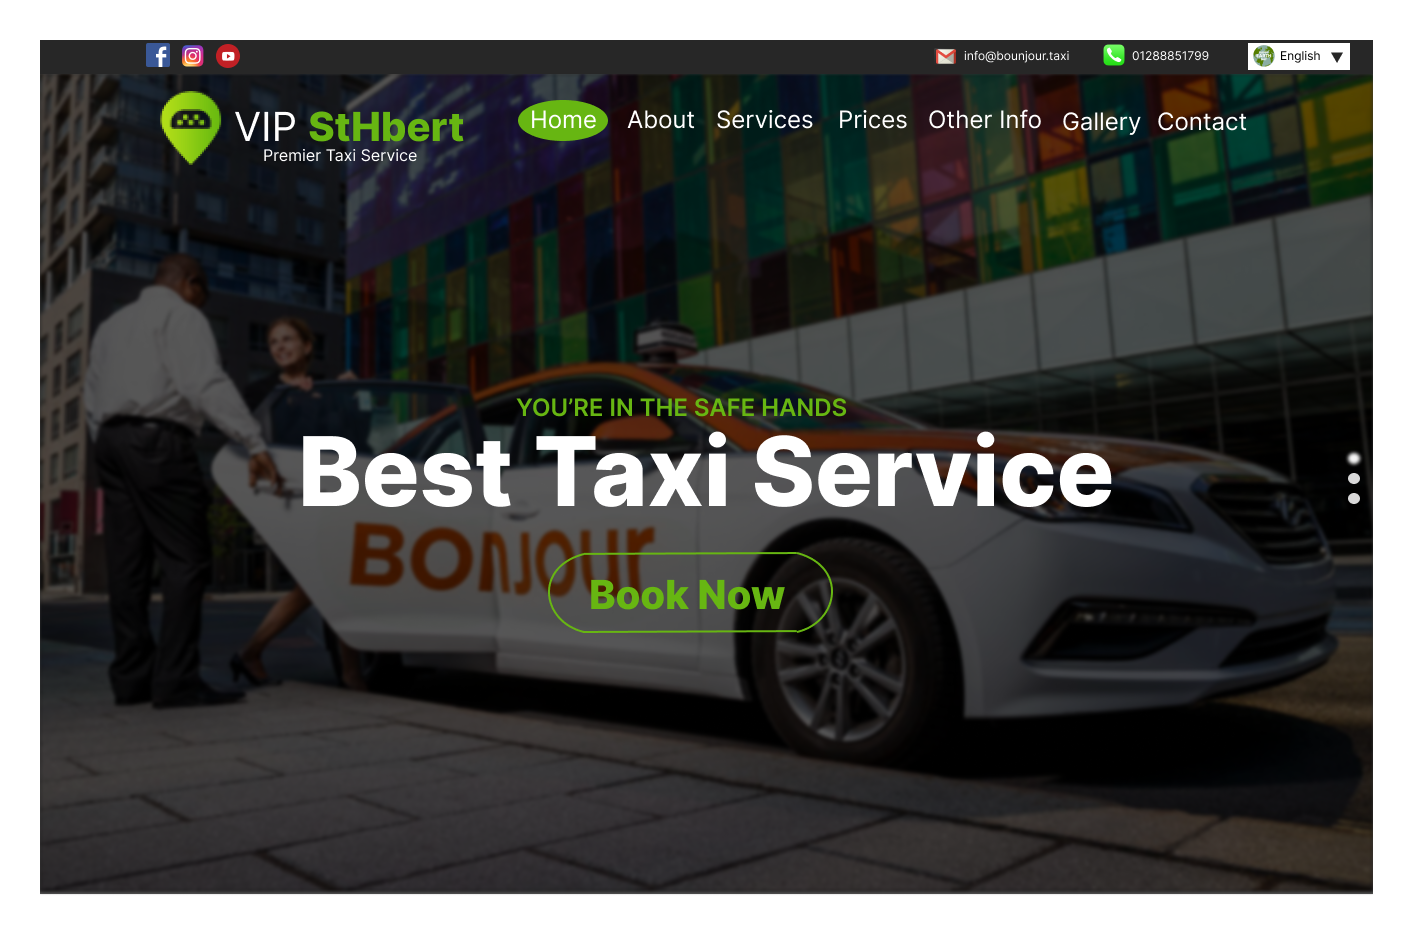 info@bounjour.taxi
01288851799
English
VIP StHbert
Premier Taxi Service
Home About Services Prices Other Info Gallery Contact
YOU’RE IN THE SAFE HANDS
Best Taxi Service
BONJOUR
Book Now